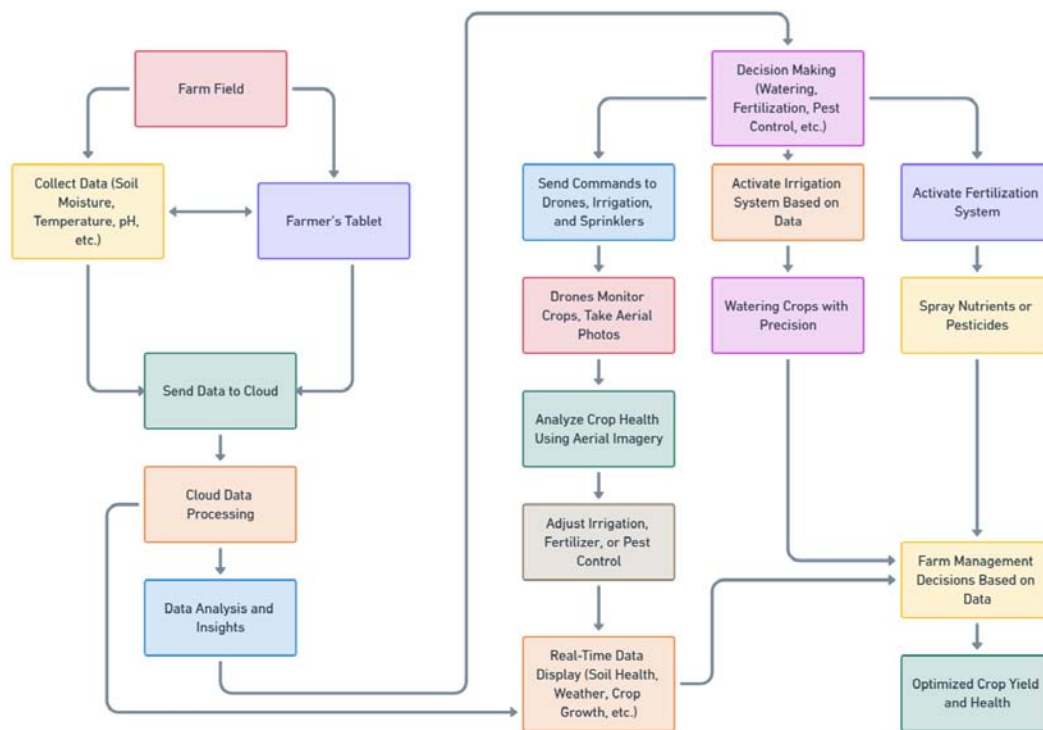 Farm Field
Collect Data (Soil
Moisture,
Temperature, pH,
etc.)
Farmer's Tablet
Send Data to Cloud
Cloud Data
Processing
Data Analysis and
Insights
Decision Making
(Watering,
Fertilization, Pest
Control, etc.)
Send Commands to
Drones, Irrigation,
and Sprinklers
Activate Irrigation
System Based on
Data
Activate Fertilization
System
Drones Monitor
Crops, Take Aerial
Photos
Watering Crops with
Precision
Spray Nutrients or
Pesticides
Analyze Crop Health
Using Aerial Imagery
Adjust Irrigation,
Fertilizer, or Pest
Control
Farm Management
Decisions Based on
Data
Real-Time Data
Display (Soil Health,
Weather, Crop
Growth, etc.)
Optimized Crop Yield
and Health